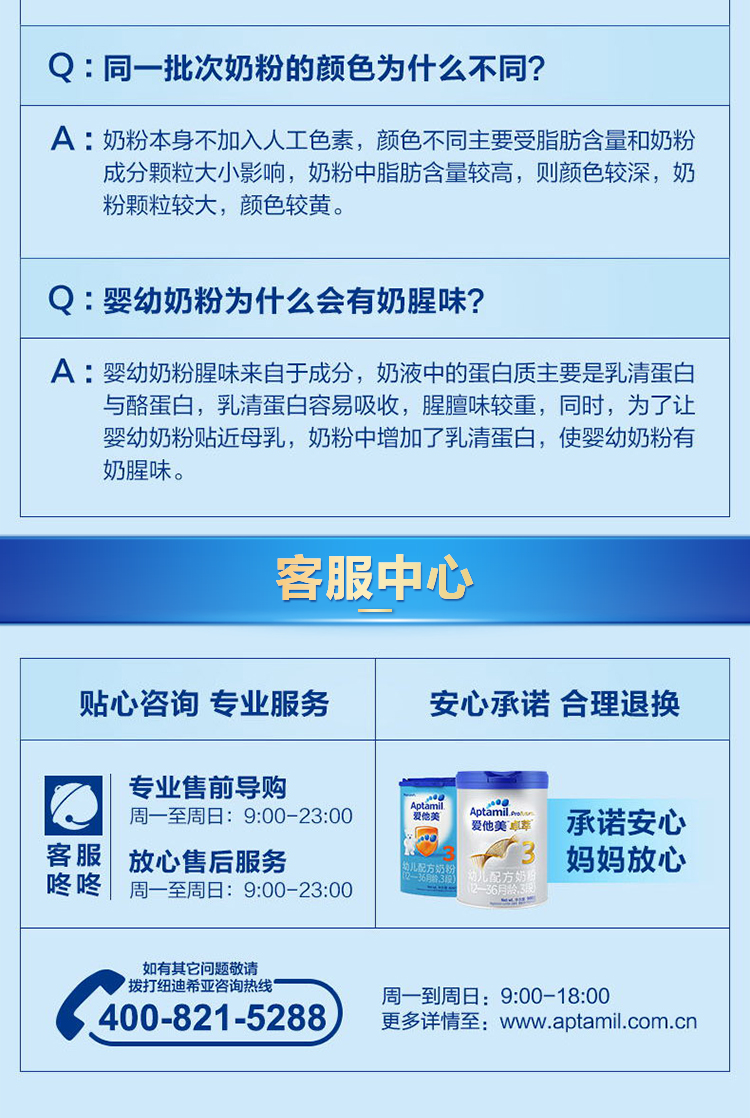 Q：同一批次奶粉的颜色为什么不同？
A：奶粉本身不加入人工色素，颜色不同主要受脂肪含量和奶粉
成分颗粒大小影响，奶粉中脂肪含量较高，则颜色较深，奶
粉颗粒较大，颜色较黄。
Q：婴幼奶粉为什么会有奶腥味？
A：婴幼奶粉腥味来自于成分，奶液中的蛋白质主要是乳清蛋白
与酪蛋白，乳清蛋白容易吸收，腥膻味较重，同时，为了让
婴幼奶粉贴近母乳，奶粉中增加了乳清蛋白，使婴幼奶粉有
奶腥味。
客服中心
贴心咨询 专业服务
安心承诺 合理退换
客服
咚咚
专业售前导购
周一至周日：9:00-23:00
放心售后服务
周一至周日：9:00-23:00
Aptamil
爱他美
3
幼儿配方奶粉
(12—36月龄,3段)
Aptamil
爱他美 卓萃
3
幼儿配方奶粉
(12—36月龄,3段)
承诺安心
妈妈放心
如有其它问题敬请
拨打纽迪希亚咨询热线
400-821-5288
周一到周日：9:00-18:00
更多详情至：www.aptamil.com.cn